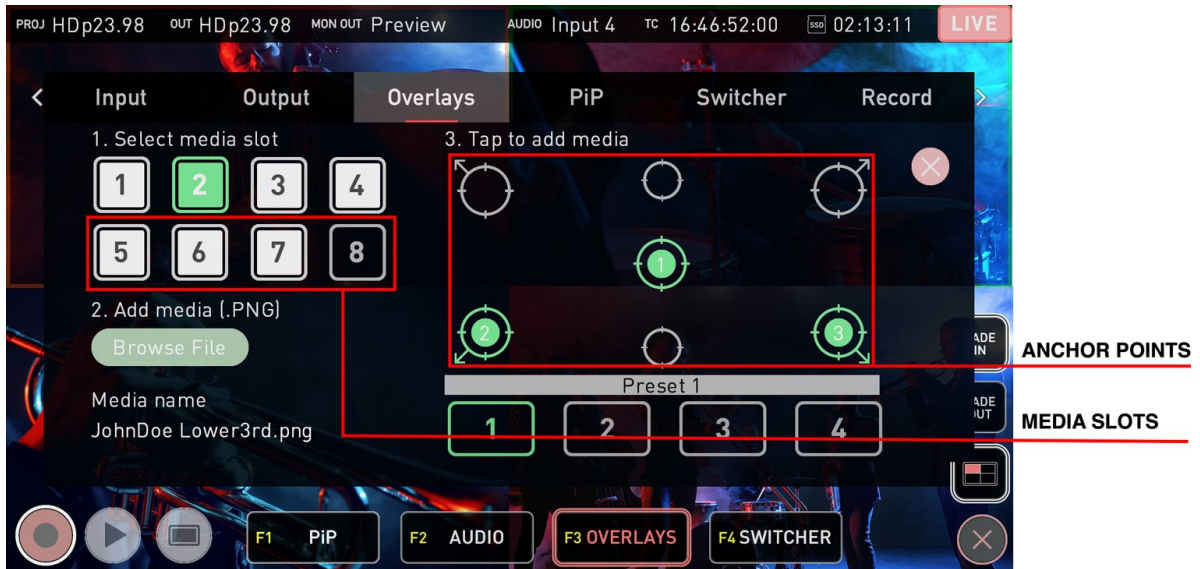 PROJ HDp23.98 OUT HDp23.98 MON OUT Preview AUDIO Input 4 TC 16:46:52:00 SSD 02:13:11 LIVE
< Input Output Overlays PiP Switcher Record >
1. Select media slot
3. Tap to add media
1 2 3 4
5 6 7 8
1
2 3
2. Add media (.PNG)
Browse File
Media name
JohnDoe Lower3rd.png
Preset 1
1 2 3 4
ADE
IN
ADE
UT
ANCHOR POINTS
MEDIA SLOTS
F1 PiP F2 AUDIO F3 OVERLAYS F4 SWITCHER